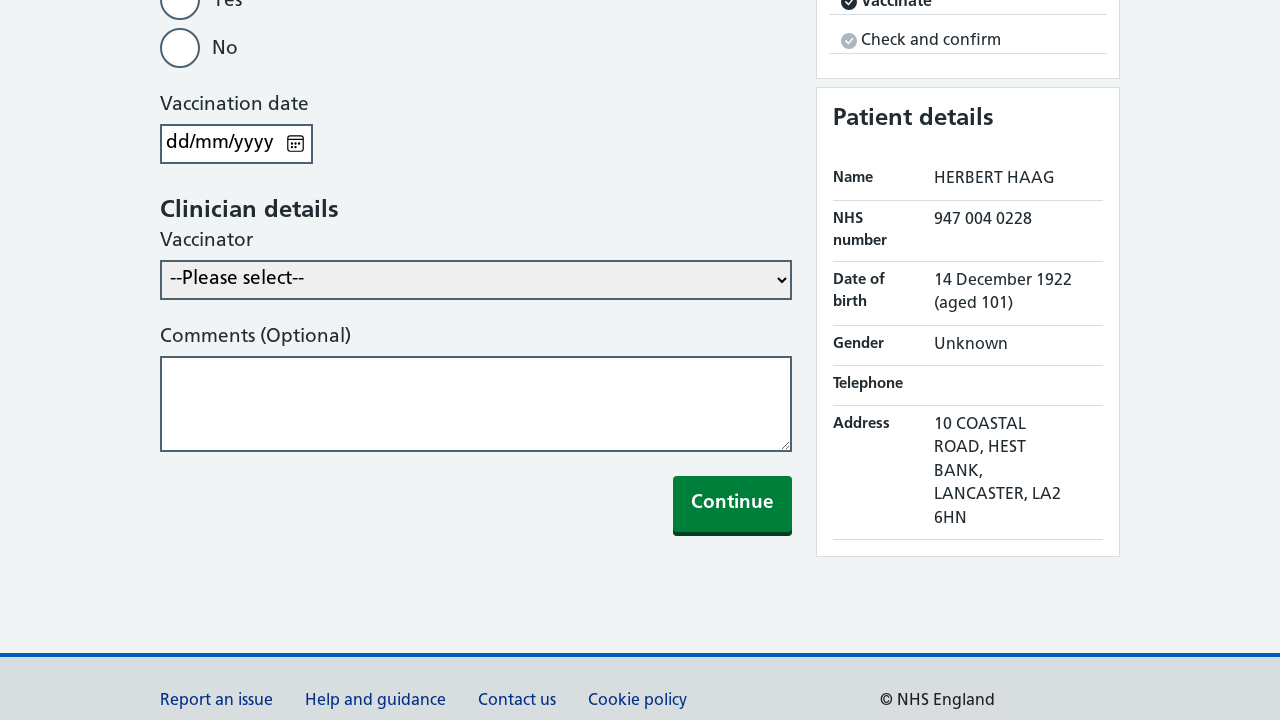 Yes
No
Vaccination date
dd/mm/yyyy
Clinician details
Vaccinator
--Please select--
Comments (Optional)
Continue
Vaccinate
Check and confirm
Patient details
Name HERBERT HAAG
NHS number 947 004 0228
Date of birth 14 December 1922 (aged 101)
Gender Unknown
Telephone
Address 10 COASTAL
ROAD, HEST
BANK,
LANCASTER, LA2
6HN
Report an issue Help and guidance Contact us Cookie policy © NHS England